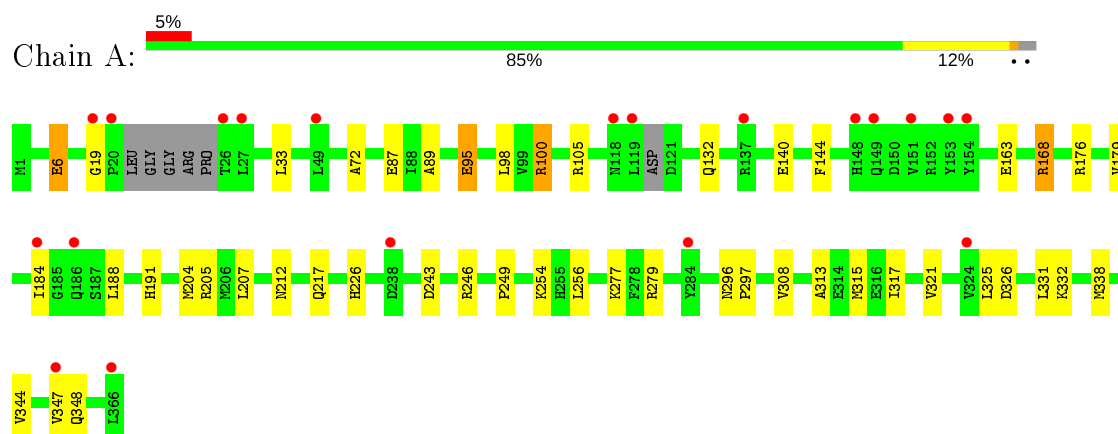 5%
Chain A:
85% 12% • •
M1 E6 G19 P20 LEU GLY GLY ARG PRO T26 L27 L33 L49 A72 E87 I88 A89 E95 L98 V99 R100 R105 N118 L119 ASP D121 Q132 R137 E140 F144 H148 Q149 D150 V151 R152 Y153 Y154 E163 R168 R176 V179
I184 G185 Q186 S187 L188 H191 M204 R205 M206 L207 N212 Q217 H226 D238 D243 R246 P249 K254 H255 L256 K277 F278 R279 Y284 N296 P297 V308 A313 E314 M315 E316 I317 V321 V324 L325 D326 L331 K332 M338
V344 V347 Q348 L366